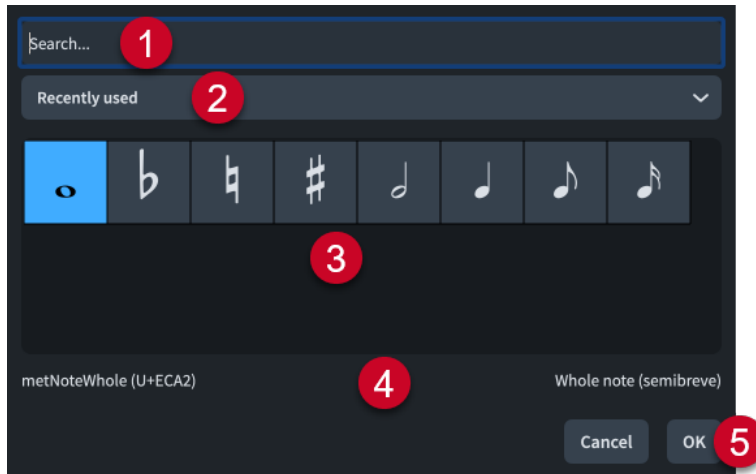 Search... 1
Recently used 2
3
metNoteWhole (U+ECA2) 4 Whole note (semibreve)
Cancel OK 5